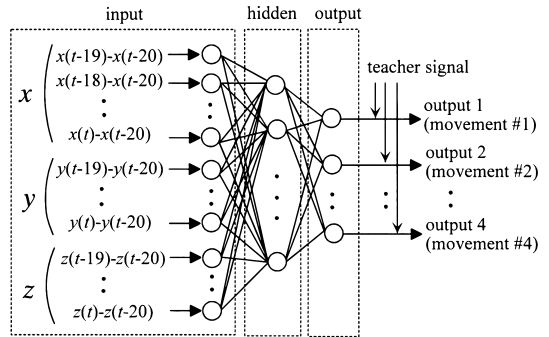 input
hidden
output
x
x(t-19)-x(t-20)
x(t-18)-x(t-20)
x(t)-x(t-20)
y
y(t-19)-y(t-20)
y(t)-y(t-20)
z
z(t-19)-z(t-20)
z(t)-z(t-20)
teacher signal
output 1
(movement #1)
output 2
(movement #2)
output 4
(movement #4)